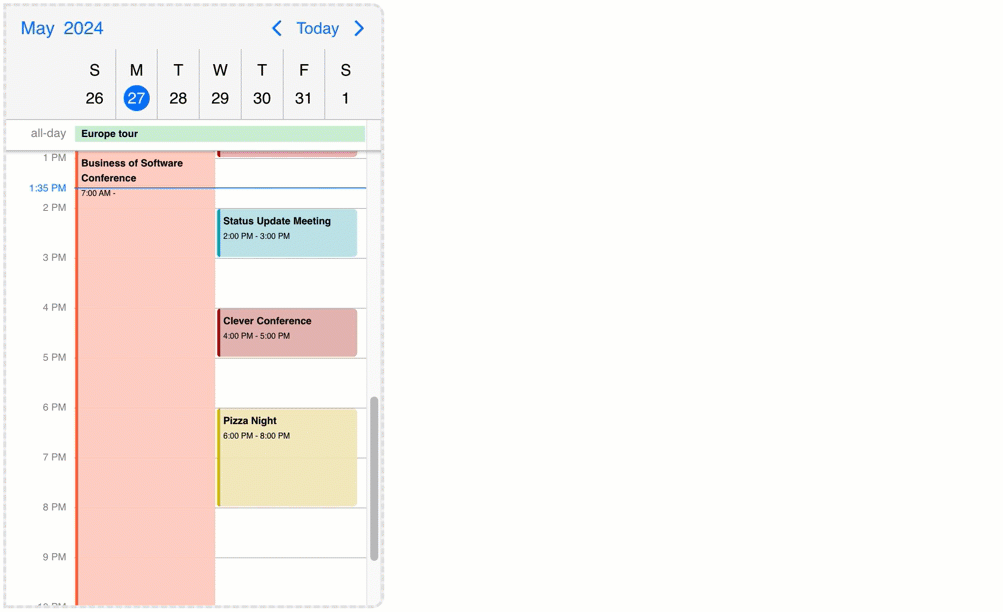 May 2024
Today
S M T W T F S
26 27 28 29 30 31 1
all-day Europe tour
1 PM
Business of Software
Conference
1:35 PM
7:00 AM -
2 PM
Status Update Meeting
2:00 PM - 3:00 PM
3 PM
4 PM
Clever Conference
4:00 PM - 5:00 PM
5 PM
6 PM
Pizza Night
6:00 PM - 8:00 PM
7 PM
8 PM
9 PM
10 PM